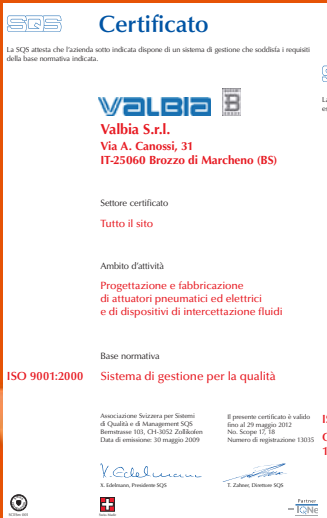 SQS
Certificato
La SQS attesta che l'azienda sotto indicata dispone di un sistema di gestione che soddisfa i requisiti
della base normativa indicata.
VALBIA B
Valbia S.r.l.
Via A. Canossi, 31
IT-25060 Brozzo di Marcheno (BS)
Settore certificato
Tutto il sito
Ambito d'attività
Progettazione e fabbricazione
di attuatori pneumatici ed elettrici
e di dispositivi di intercettazione fluidi
Base normativa
ISO 9001:2000 Sistema di gestione per la qualità
Associazione Svizzera per Sistemi
di Qualità e di Management SQS
Bernstrasse 103, CH-3052 Zollikofen
Data di emissione: 30 maggio 2009
Il presente certificato è valido
fino al 29 maggio 2012
No. Scope 17, 18
Numero di registrazione 13035
X. Edelmann
X. Edelmann, Presidente SQS
T. Zahner, Direttore SQS
Swiss Made
Partner
IQNet